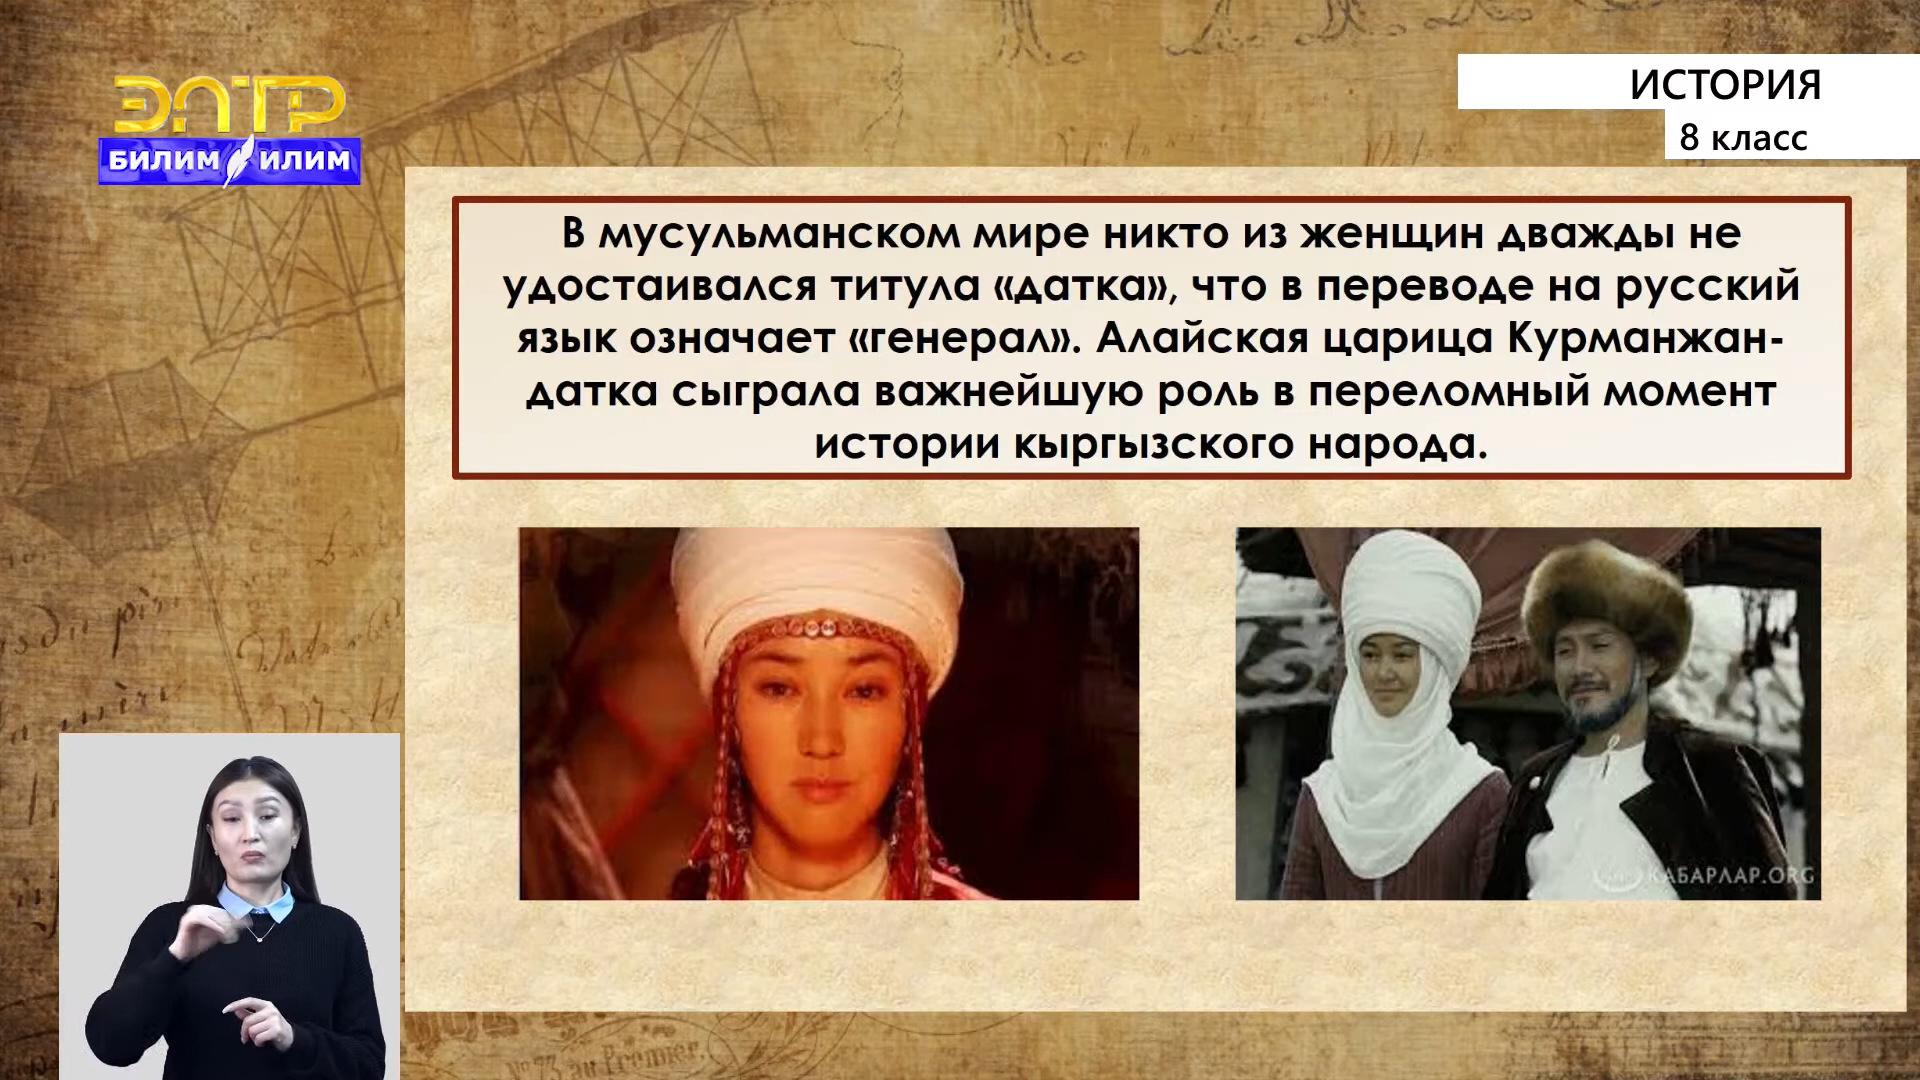 ЭЛТР
БИЛИМ ИЛИМ
ИСТОРИЯ
8 класс
В мусульманском мире никто из женщин дважды не
удостаивался титула «датка», что в переводе на русский
язык означает «генерал». Алайская царица Курманжан-
датка сыграла важнейшую роль в переломный момент
истории кыргызского народа.
КАБАРЛАР.ORG